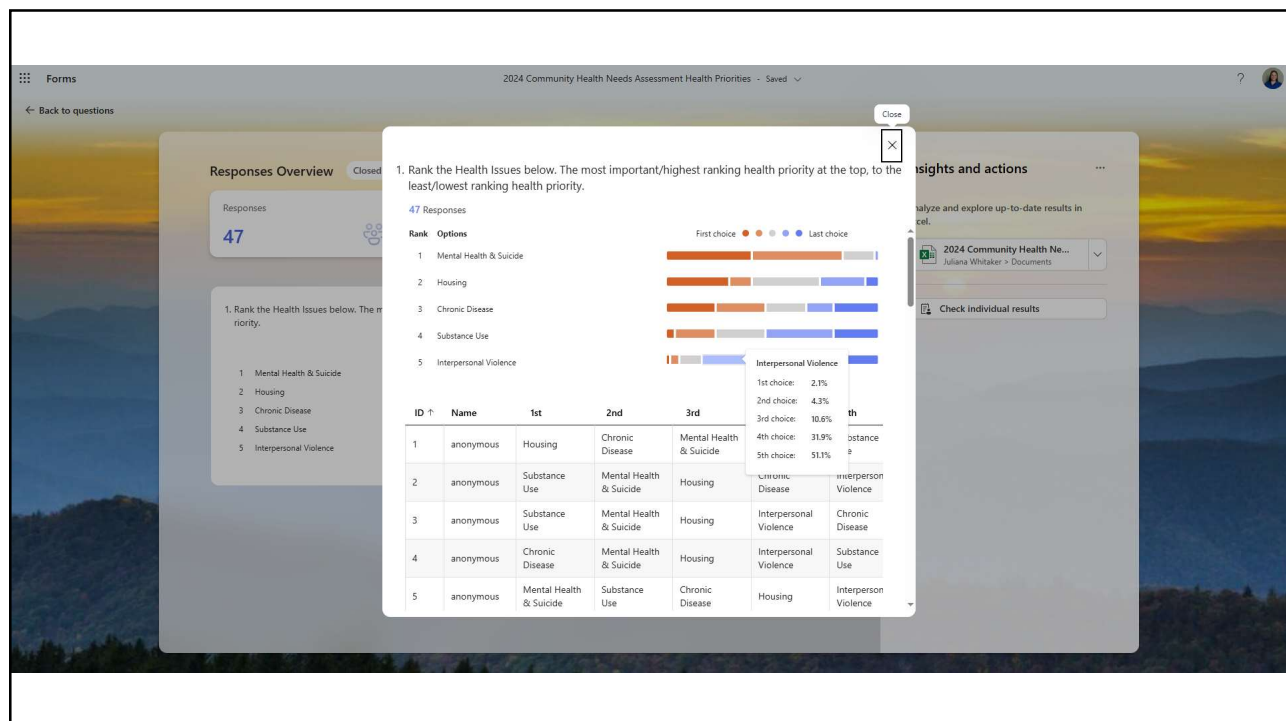 Forms
2024 Community Health Needs Assessment Health Priorities - Saved
?
← Back to questions
Close
Responses Overview
Closed
Responses
47
1. Rank the Health Issues below. The m
riority.
1 Mental Health & Suicide
2 Housing
3 Chronic Disease
4 Substance Use
5 Interpersonal Violence
1. Rank the Health Issues below. The most important/highest ranking health priority at the top, to the
least/lowest ranking health priority.
47 Responses
Rank Options First choice Last choice
1 Mental Health & Suicide
2 Housing
3 Chronic Disease
4 Substance Use
5 Interpersonal Violence
Interpersonal Violence
1st choice: 2.1%
2nd choice: 4.3%
3rd choice: 10.6%
4th choice: 31.9%
5th choice: 51.1%
ID ↑ Name 1st 2nd 3rd th
1 anonymous Housing Chronic Disease Mental Health & Suicide bstance e
2 anonymous Substance Use Mental Health & Suicide Housing Chronic Disease Interperson Violence
3 anonymous Substance Use Mental Health & Suicide Housing Interpersonal Violence Chronic Disease
4 anonymous Chronic Disease Mental Health & Suicide Housing Interpersonal Violence Substance Use
5 anonymous Mental Health & Suicide Substance Use Chronic Disease Housing Interperson Violence
nsights and actions
...
nalyze and explore up-to-date results in
cel.
2024 Community Health Ne...
Juliana Whitaker > Documents
Check individual results